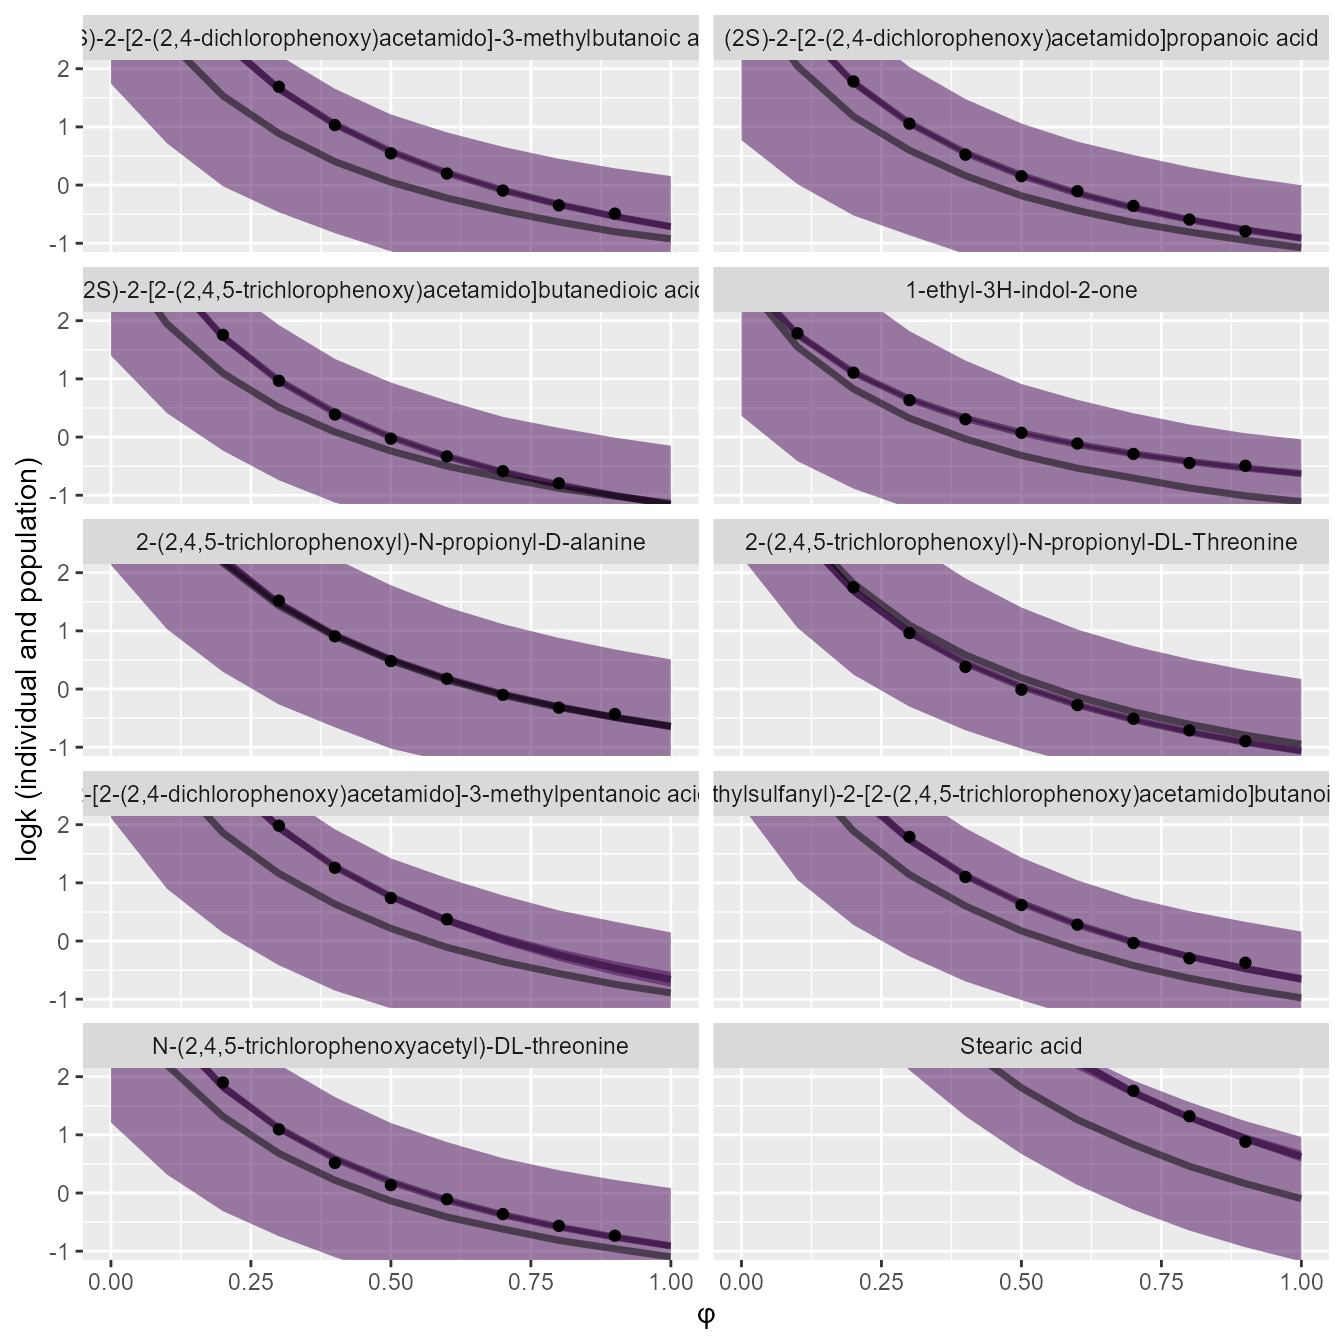 S)-2-[2-(2,4-dichlorophenoxy)acetamido]-3-methylbutanoic a
(2S)-2-[2-(2,4-dichlorophenoxy)acetamido]propanoic acid
2
1
0
-1
2S)-2-[2-(2,4,5-trichlorophenoxy)acetamido]butanedioic acid
1-ethyl-3H-indol-2-one
2
1
0
-1
2-(2,4,5-trichlorophenoxyl)-N-propionyl-D-alanine
2-(2,4,5-trichlorophenoxyl)-N-propionyl-DL-Threonine
2
1
0
-1
-[2-(2,4-dichlorophenoxy)acetamido]-3-methylpentanoic acid
thylsulfanyl)-2-[2-(2,4,5-trichlorophenoxy)acetamido]butanoi
2
1
0
-1
N-(2,4,5-trichlorophenoxyacetyl)-DL-threonine
Stearic acid
2
1
0
-1
0.00 0.25 0.50 0.75 1.00
0.00 0.25 0.50 0.75 1.00
φ
logk (individual and population)